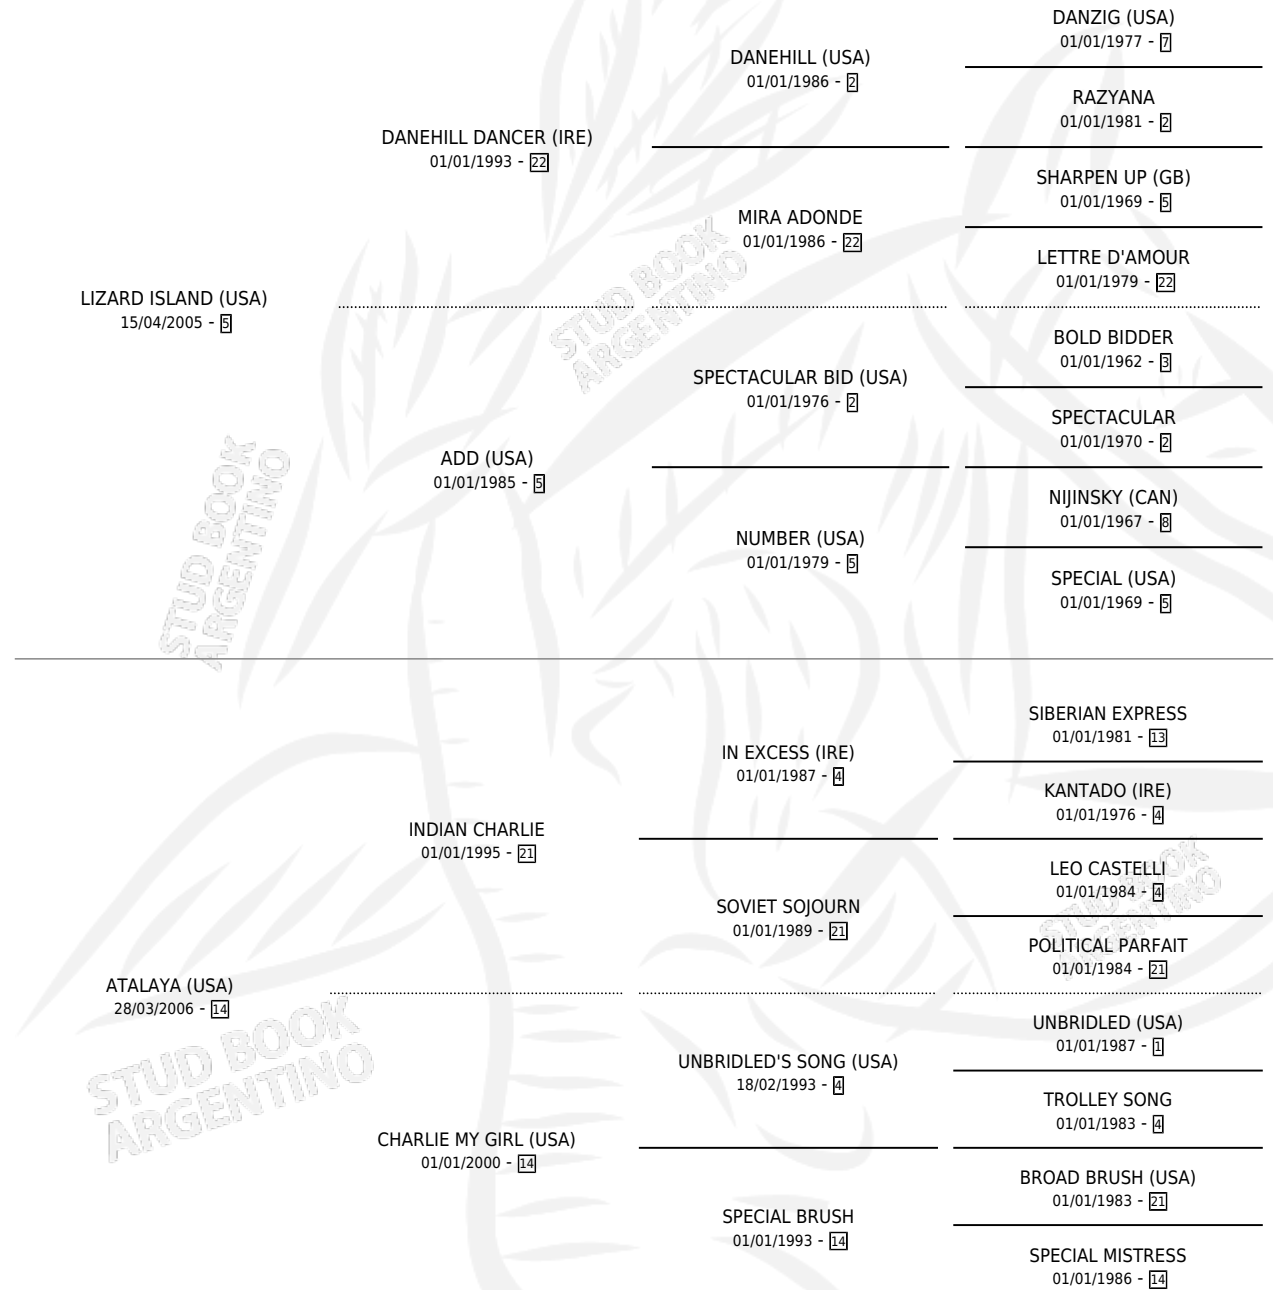 DANZIG (USA)
01/01/1977 - 7
DANEHILL (USA)
01/01/1986 - 2
RAZYANA
01/01/1981 - 2
DANEHILL DANCER (IRE)
01/01/1993 - 22
SHARPEN UP (GB)
01/01/1969 - 5
MIRA ADONDE
01/01/1986 - 22
LETTRE D'AMOUR
01/01/1979 - 22
LIZARD ISLAND (USA)
15/04/2005 - 5
BOLD BIDDER
01/01/1962 - 3
SPECTACULAR BID (USA)
01/01/1976 - 2
SPECTACULAR
01/01/1970 - 2
ADD (USA)
01/01/1985 - 5
NIJINSKY (CAN)
01/01/1967 - 8
NUMBER (USA)
01/01/1979 - 5
SPECIAL (USA)
01/01/1969 - 5
STUD BOOK
ARGENTINO
STUD BOOK
ARGENTINO
SIBERIAN EXPRESS
01/01/1981 - 13
IN EXCESS (IRE)
01/01/1987 - 4
KANTADO (IRE)
01/01/1976 - 4
INDIAN CHARLIE
01/01/1995 - 21
LEO CASTELLI
01/01/1984 - 4
SOVIET SOJOURN
01/01/1989 - 21
POLITICAL PARFAIT
01/01/1984 - 21
STUD BOOK
ARGENTINO
ATALAYA (USA)
28/03/2006 - 14
UNBRIDLED (USA)
01/01/1987 - 1
UNBRIDLED'S SONG (USA)
18/02/1993 - 4
TROLLEY SONG
01/01/1983 - 4
STUD BOOK
ARGENTINO
CHARLIE MY GIRL (USA)
01/01/2000 - 14
BROAD BRUSH (USA)
01/01/1983 - 21
SPECIAL BRUSH
01/01/1993 - 14
SPECIAL MISTRESS
01/01/1986 - 14